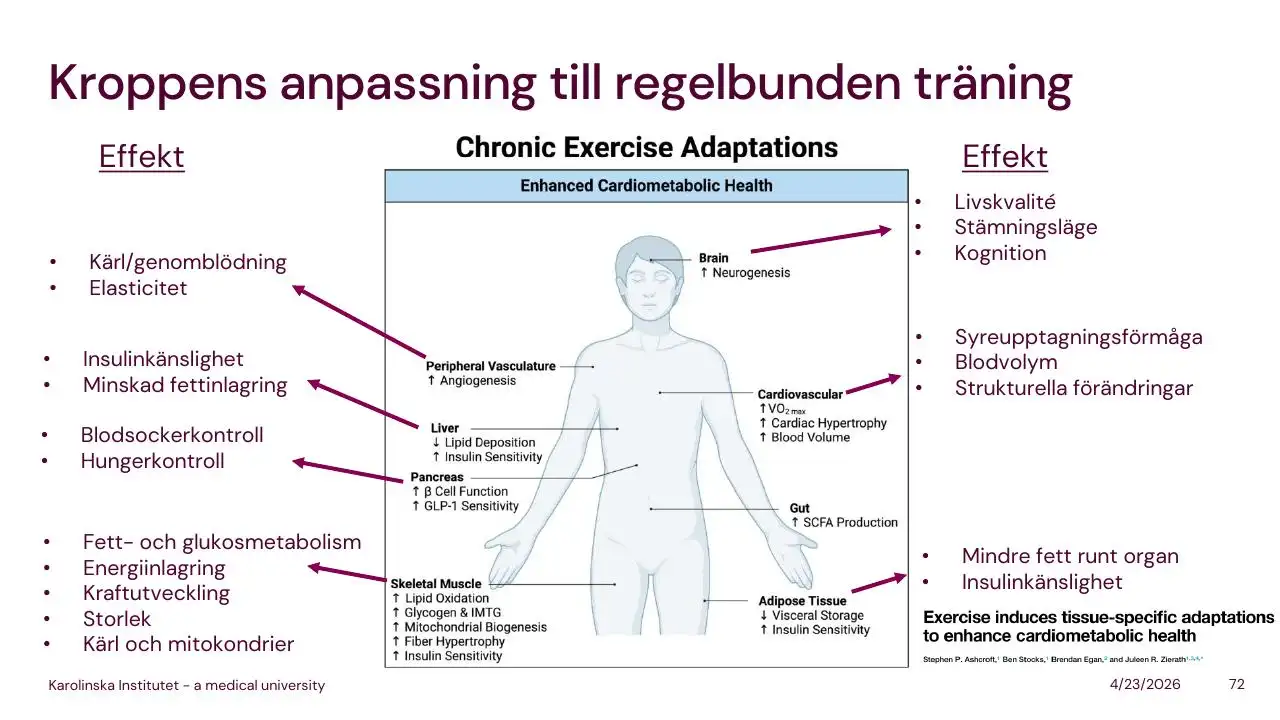 Kroppens anpassning till regelbunden träning
Effekt
• Kärl/genomblödning
• Elasticitet
• Insulinkänslighet
• Minskad fettinlagring
• Blodsockerkontroll
• Hungerkontroll
• Fett- och glukosmetabolism
• Energiinlagring
• Kraftutveckling
• Storlek
• Kärl och mitokondrier
Chronic Exercise Adaptations
Enhanced Cardiometabolic Health
Brain
↑ Neurogenesis
Peripheral Vasculature
↑ Angiogenesis
Cardiovascular
↑VO₂ max
↑ Cardiac Hypertrophy
↑ Blood Volume
Liver
↓ Lipid Deposition
↑ Insulin Sensitivity
Pancreas
↑ β Cell Function
↑ GLP-1 Sensitivity
Gut
↑ SCFA Production
Skeletal Muscle
↑ Lipid Oxidation
↑ Glycogen & IMTG
↑ Mitochondrial Biogenesis
↑ Fiber Hypertrophy
↑ Insulin Sensitivity
Adipose Tissue
↓ Visceral Storage
↑ Insulin Sensitivity
Effekt
• Livskvalité
• Stämningsläge
• Kognition
• Syreupptagningsförmåga
• Blodvolym
• Strukturella förändringar
• Mindre fett runt organ
• Insulinkänslighet
Exercise induces tissue-specific adaptations
to enhance cardiometabolic health
Stephen P. Ashcroft,¹ Ben Stocks,¹ Brendan Egan,² and Juleen R. Zierath
Karolinska Institutet - a medical university
4/23/2026
72